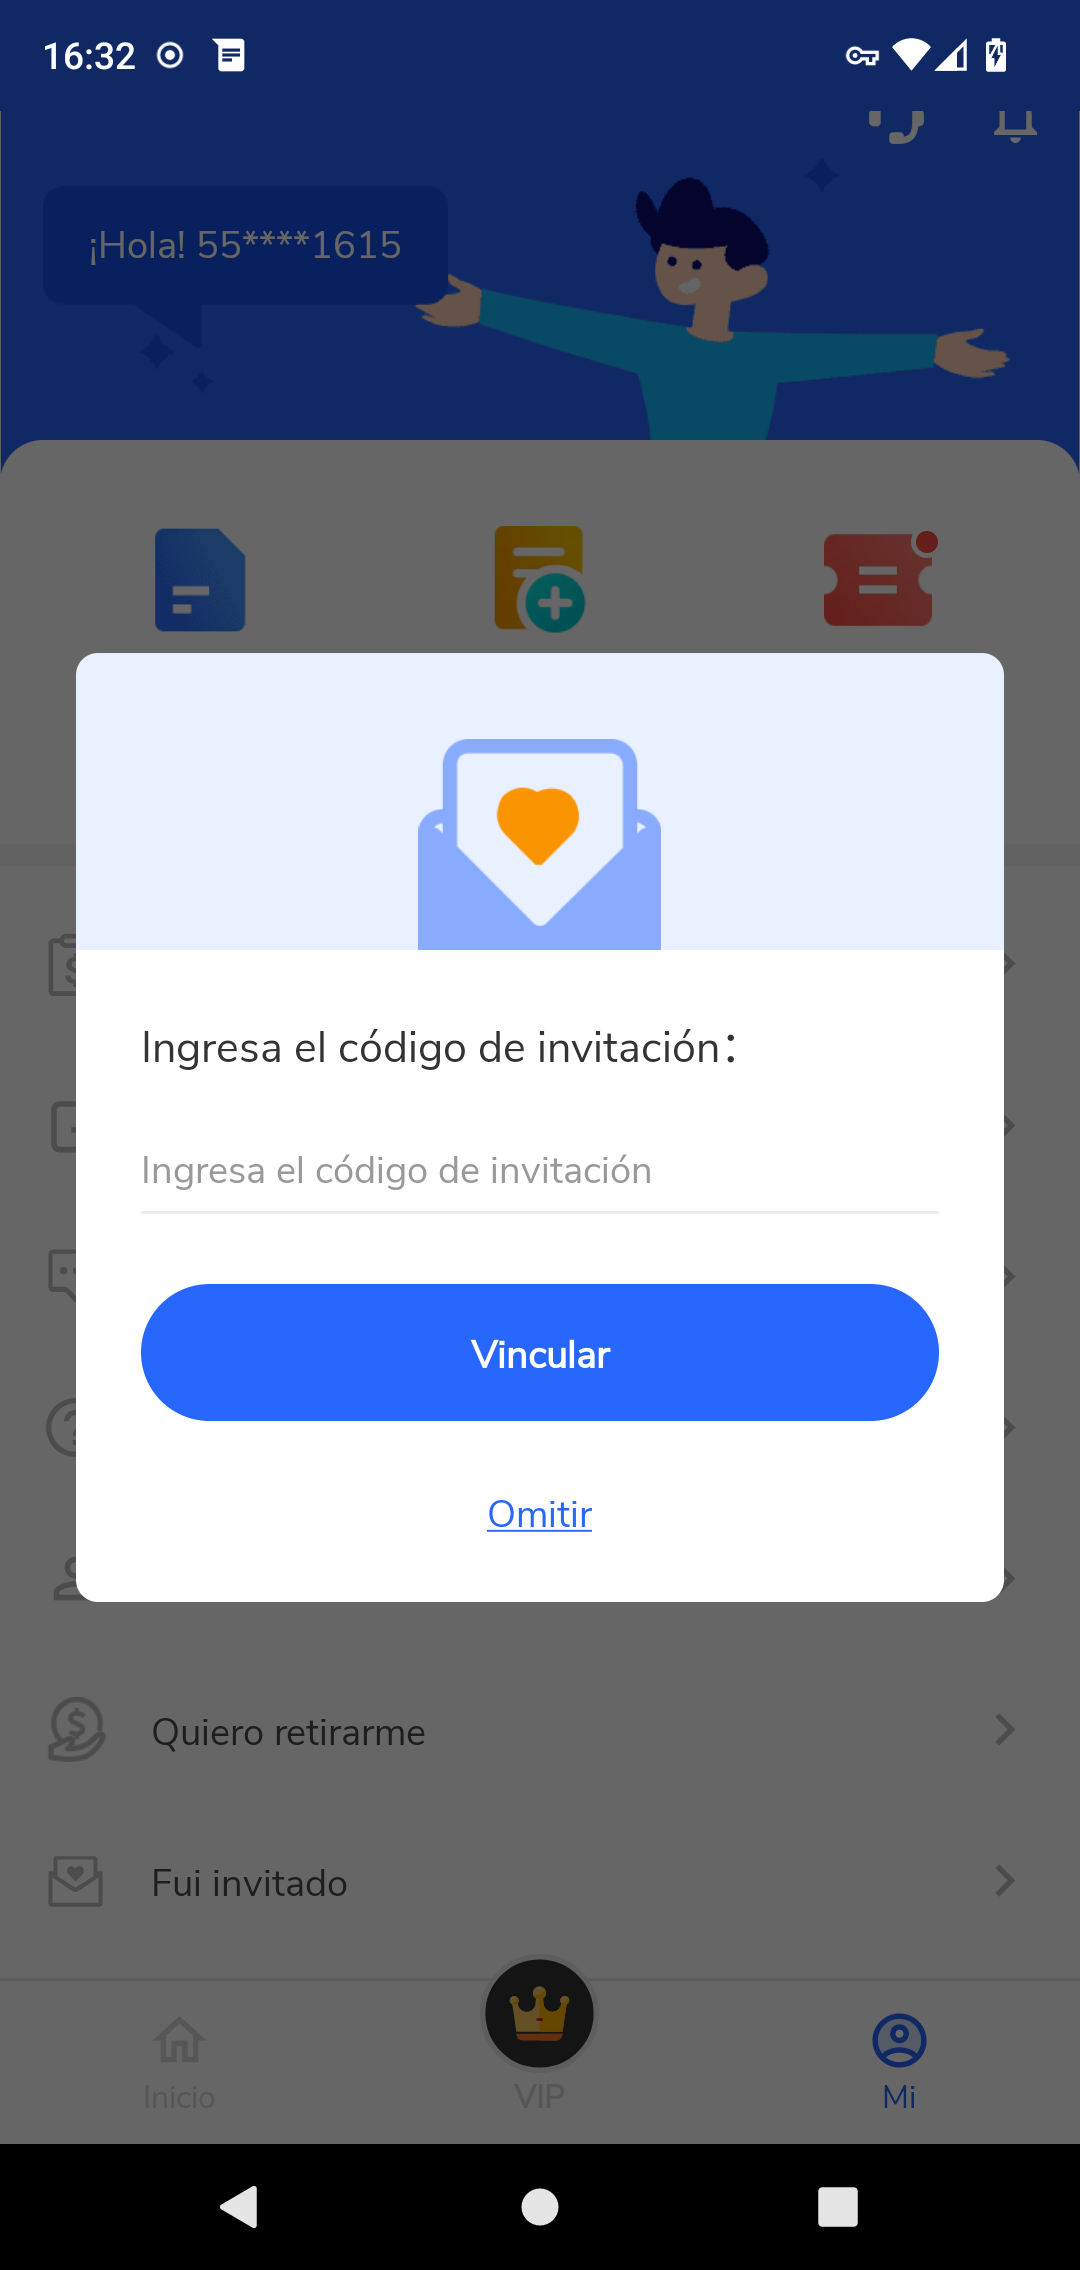 16:32
¡Hola! 55****1615
Ingresa el código de invitación:
Ingresa el código de invitación
Vincular
Omitir
Quiero retirarme
Fui invitado
Inicio
VIP
Mi